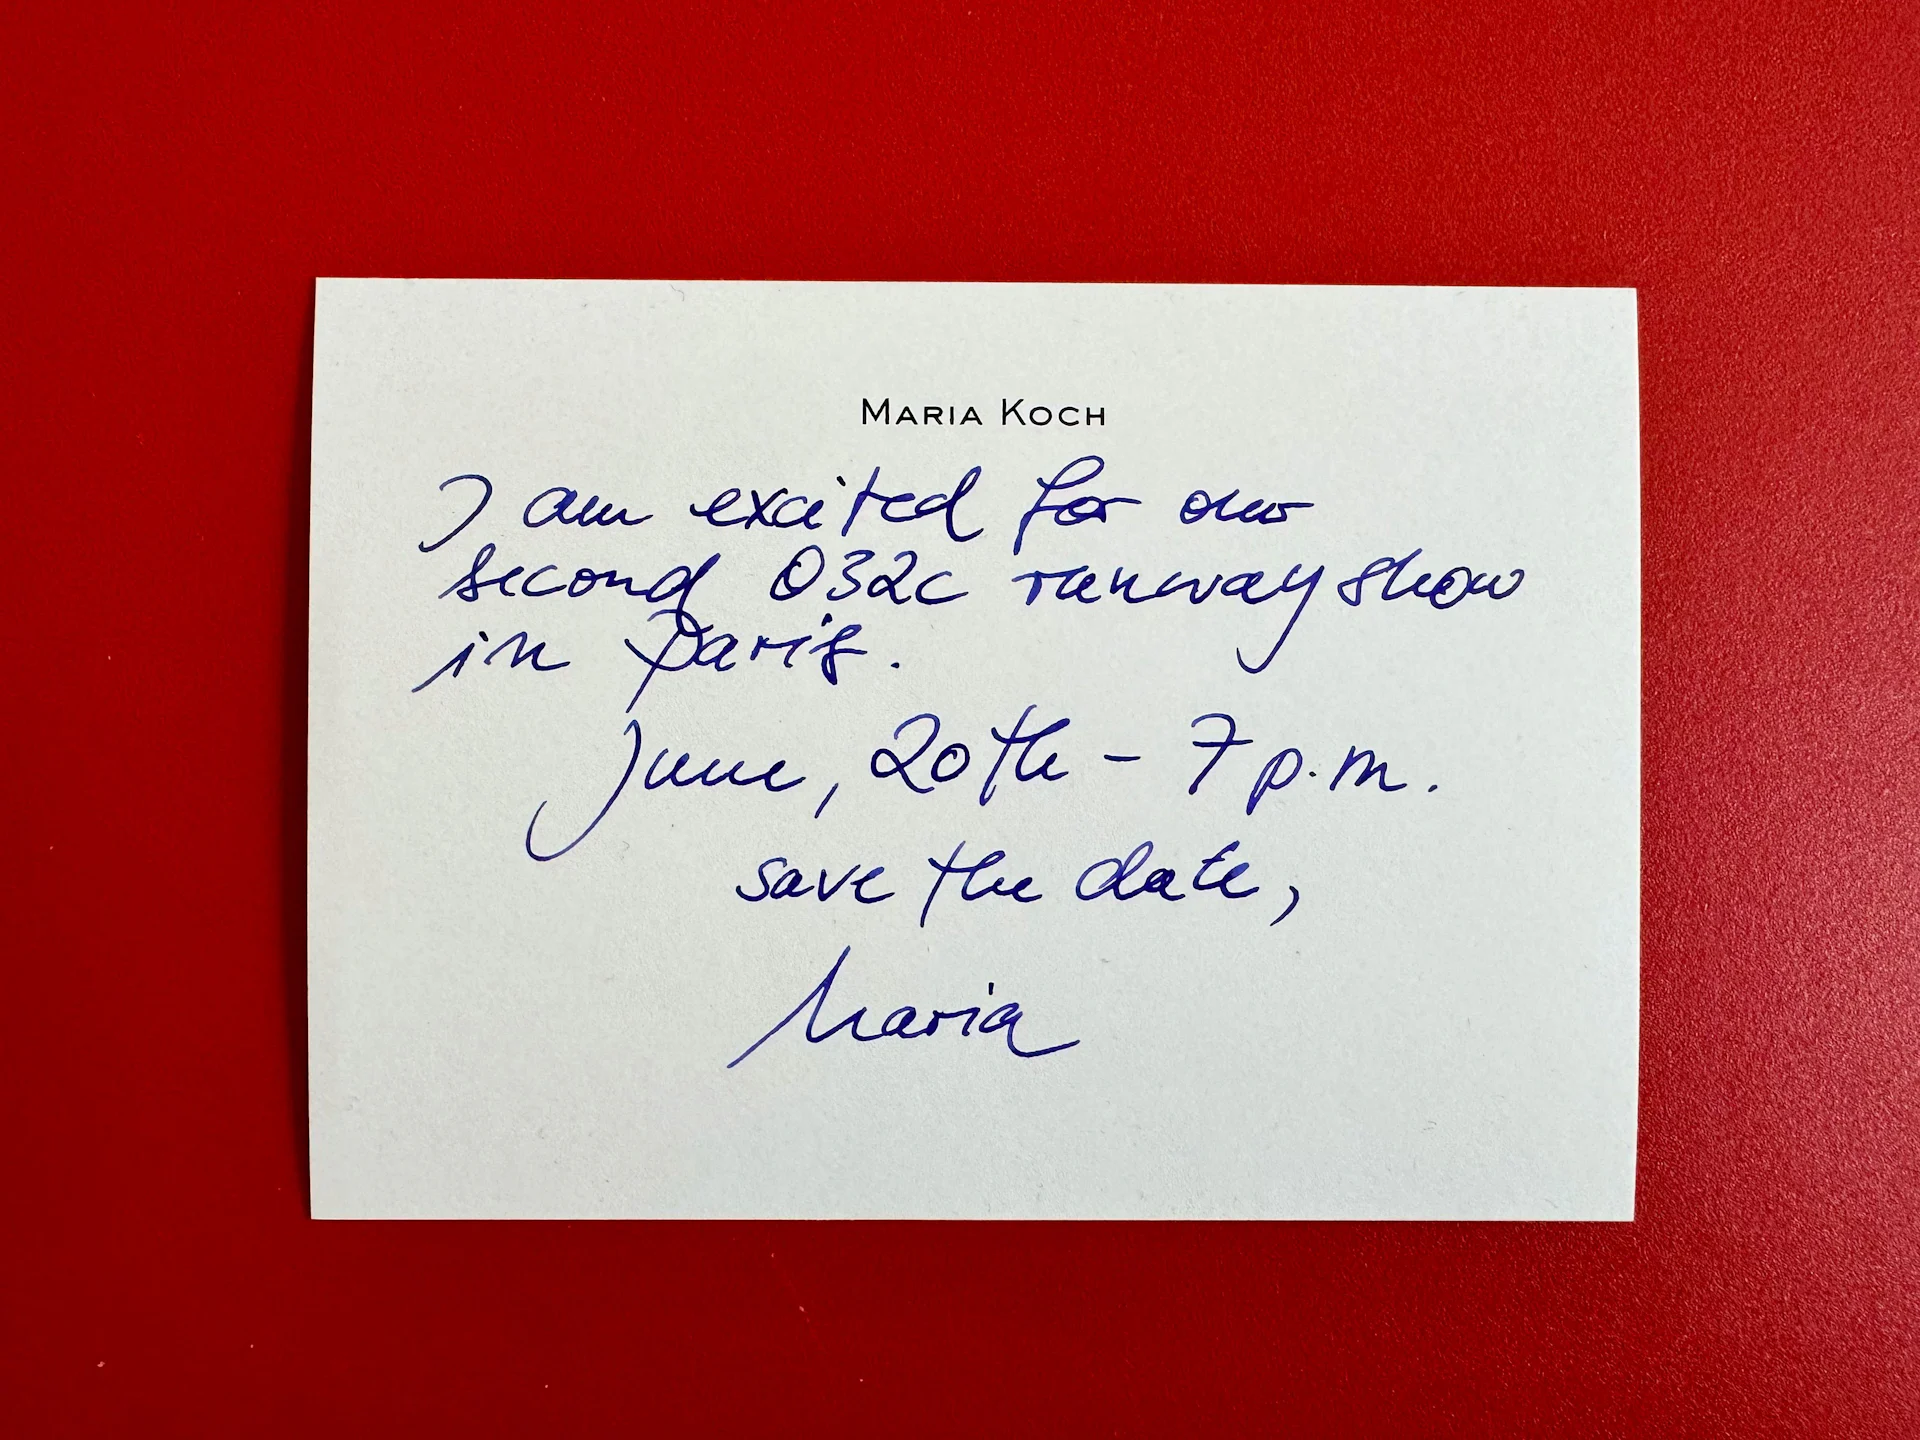 MARIA KOCH
I am excited for our
second 032c runway show
in Paris.
June, 20th - 7 p.m.
save the date,
Maria